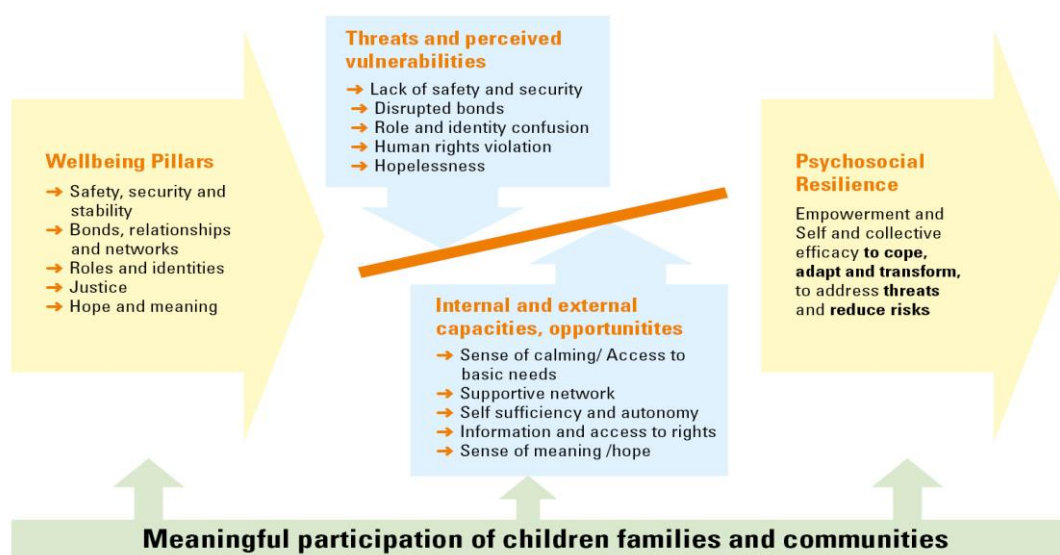 Wellbeing Pillars
→ Safety, security and
stability
→ Bonds, relationships
and networks
→ Roles and identities
→ Justice
→ Hope and meaning
Threats and perceived
vulnerabilities
→ Lack of safety and security
→ Disrupted bonds
→ Role and identity confusion
→ Human rights violation
→ Hopelessness
Internal and external
capacities, opportunitites
→ Sense of calming/ Access to
basic needs
→ Supportive network
→ Self sufficiency and autonomy
→ Information and access to rights
→ Sense of meaning /hope
Psychosocial
Resilience
Empowerment and
Self and collective
efficacy to cope,
adapt and transform,
to address threats
and reduce risks
Meaningful participation of children families and communities